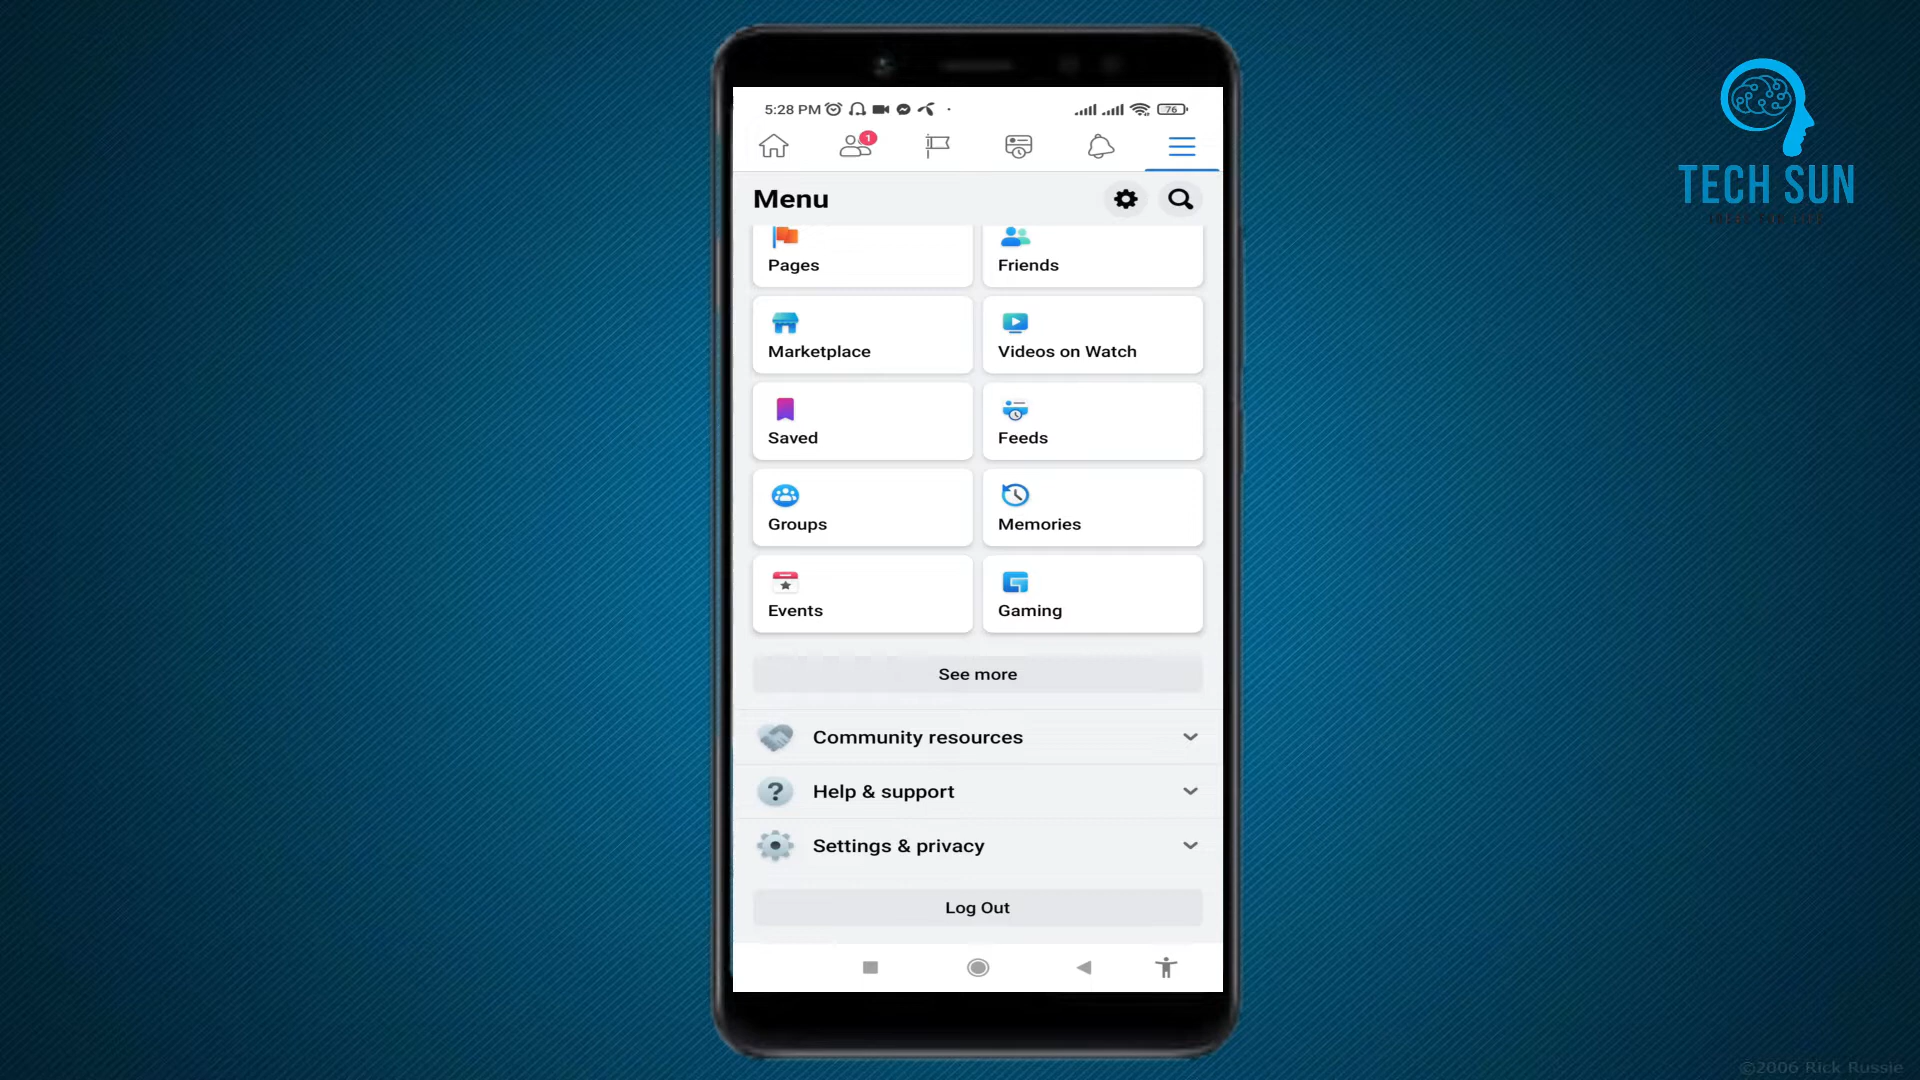 5:28 PM
76
1
TECH SUN
Menu
Pages
Friends
Marketplace
Videos on Watch
Saved
Feeds
Groups
Memories
Events
Gaming
See more
Community resources
Help & support
Settings & privacy
Log Out
©2006 Rick Russie